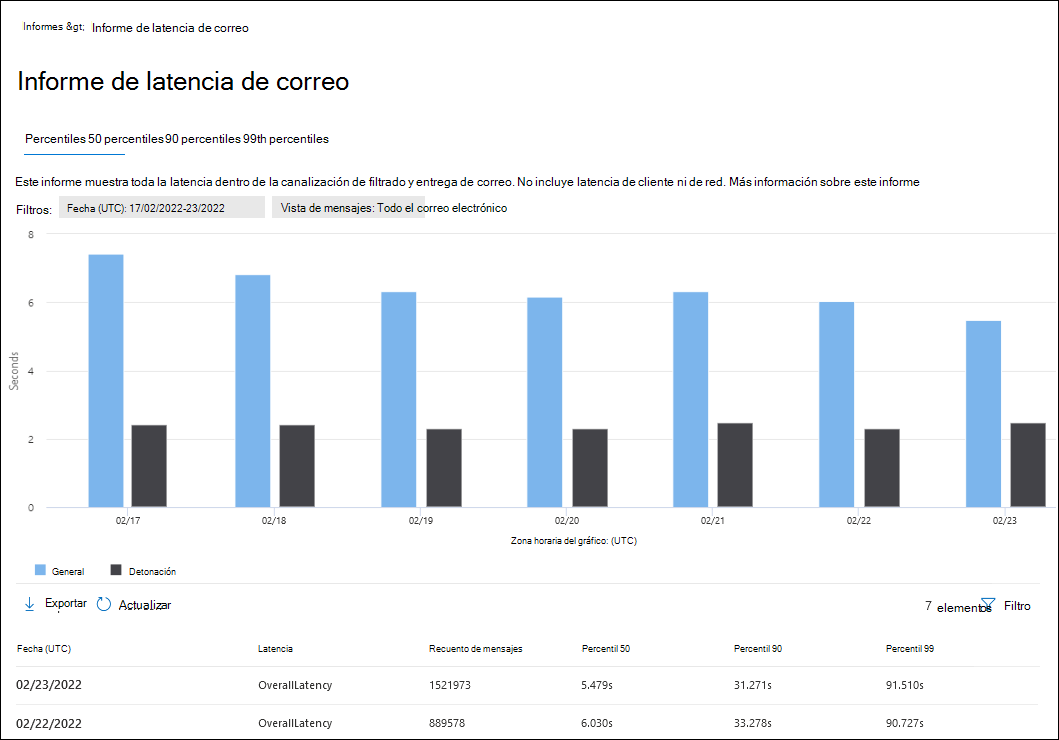 Informes &gt; Informe de latencia de correo
Informe de latencia de correo
Percentiles 50 percentiles 90 percentiles 99th percentiles
Este informe muestra toda la latencia dentro de la canalización de filtrado y entrega de correo. No incluye latencia de cliente ni de red. Más información sobre este informe
Filtros: Fecha (UTC): 17/02/2022-23/2022 Vista de mensajes: Todo el correo electrónico
8
6
4
2
0
Seconds
02/17 02/18 02/19 02/20 02/21 02/22 02/23
Zona horaria del gráfico: (UTC)
General Detonación
Exportar Actualizar 7 elementos Filtro
Fecha (UTC) Latencia Recuento de mensajes Percentil 50 Percentil 90 Percentil 99
02/23/2022 OverallLatency 1521973 5.479s 31.271s 91.510s
02/22/2022 OverallLatency 889578 6.030s 33.278s 90.727s